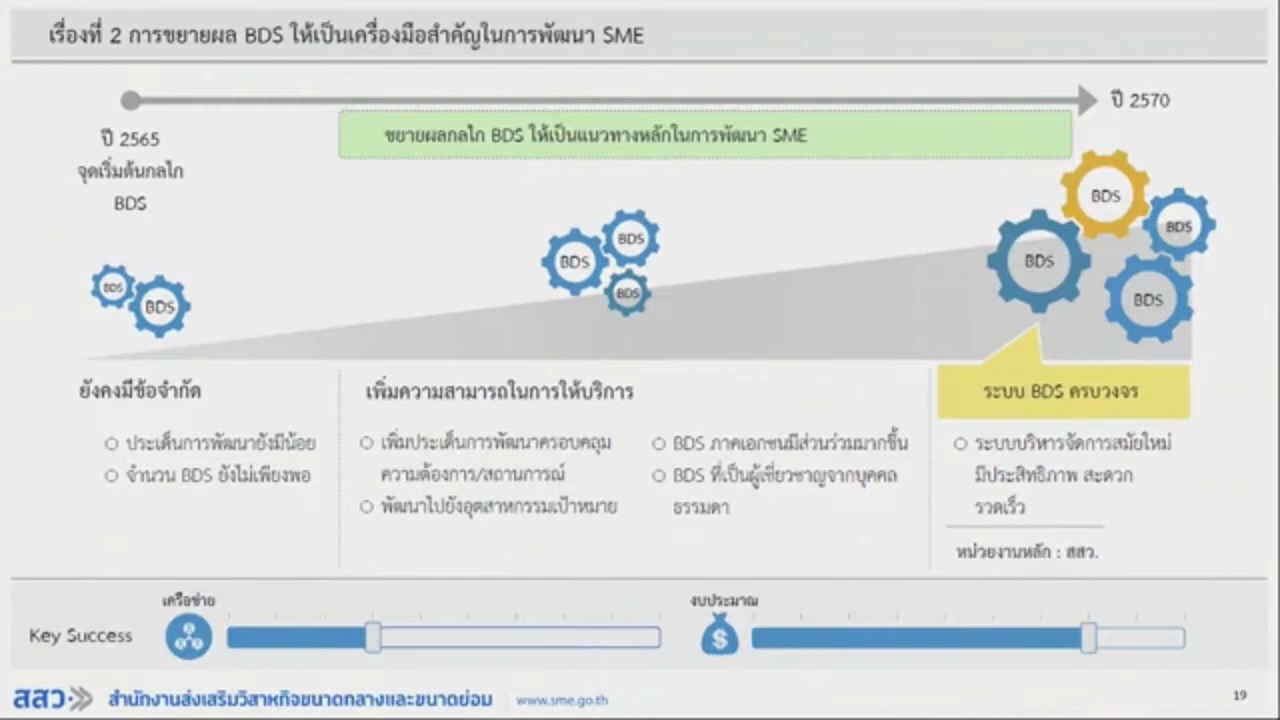 เรื่องที่ 2 การขยายผล BDS ให้เป็นเครื่องมือสำคัญในการพัฒนา SME
ปี 2570
ปี 2565
จุดเริ่มต้นกลไก
BDS
ขยายผลกลไก BDS ให้เป็นแนวทางหลักในการพัฒนา SME
BDS
BDS
BDS
BDS
BDS
BDS
BDS
BDS
BDS
ยังคงมีข้อจำกัด
ประเด็นการพัฒนายังมีน้อย
จำนวน BDS ยังไม่เพียงพอ
เพิ่มความสามารถในการให้บริการ
เพิ่มประเด็นการพัฒนาครอบคลุม
ความต้องการ/สถานการณ์
พัฒนาไปยังอุตสาหกรรมเป้าหมาย
BDS ภาคเอกชนมีส่วนร่วมมากขึ้น
BDS ที่เป็นผู้เชี่ยวชาญจากบุคคล
ธรรมดา
ระบบ BDS ครบวงจร
ระบบบริหารจัดการสมัยใหม่
มีประสิทธิภาพ สะดวก
รวดเร็ว
หน่วยงานหลัก : สสว.
Key Success
เครือข่าย
งบประมาณ
$
สสว
สำนักงานส่งเสริมวิสาหกิจขนาดกลางและขนาดย่อม
www.sme.go.th
19